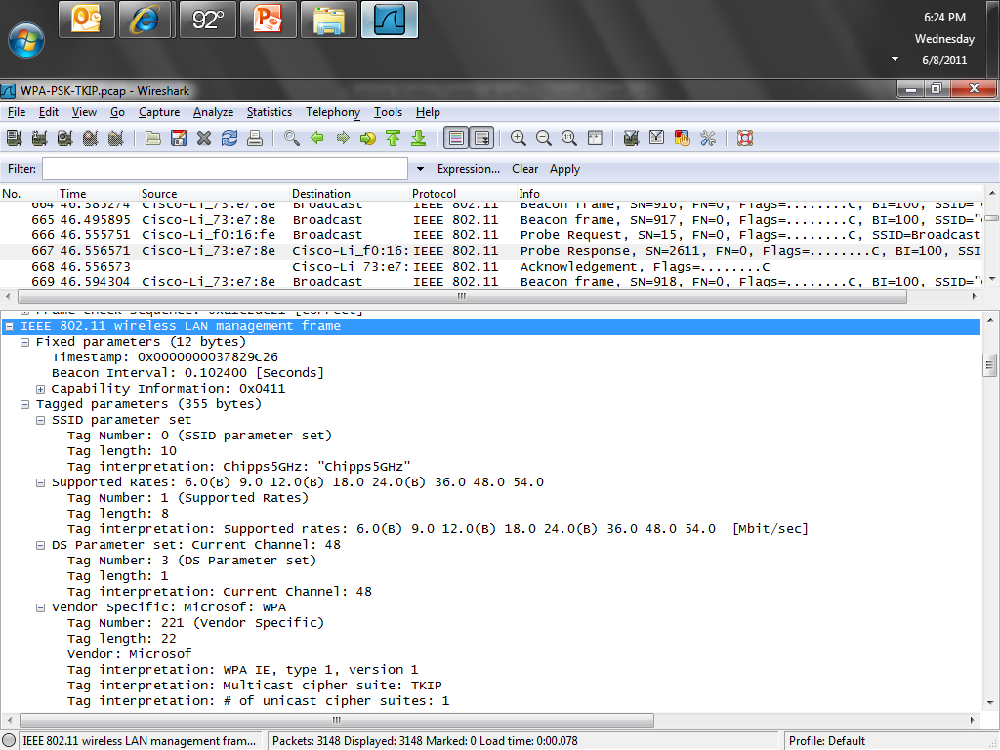 92°
6:24 PM
Wednesday
6/8/2011
WPA-PSK-TKIP.pcap - Wireshark
File Edit View Go Capture Analyze Statistics Telephony Tools Help
Filter: Expression... Clear Apply
No. Time Source Destination Protocol Info
664 46.385274 Cisco-Li_73:e7:8e Broadcast IEEE 802.11 Beacon frame, SN=916, FN=0, Flags=........C, BI=100, SSID="
665 46.495895 Cisco-Li_73:e7:8e Broadcast IEEE 802.11 Beacon frame, SN=917, FN=0, Flags=........C, BI=100, SSID="
666 46.555751 Cisco-Li_f0:16:fe Broadcast IEEE 802.11 Probe Request, SN=15, FN=0, Flags=........C, SSID=Broadcast
667 46.556571 Cisco-Li_73:e7:8e Cisco-Li_f0:16: IEEE 802.11 Probe Response, SN=2611, FN=0, Flags=........C, BI=100, SSI
668 46.556573 Cisco-Li_73:e7: IEEE 802.11 Acknowledgement, Flags=........C
669 46.594304 Cisco-Li_73:e7:8e Broadcast IEEE 802.11 Beacon frame, SN=918, FN=0, Flags=........C, BI=100, SSID="
Frame check sequence: [correct]
IEEE 802.11 wireless LAN management frame
Fixed parameters (12 bytes)
Timestamp: 0x0000000037829C26
Beacon Interval: 0.102400 [Seconds]
Capability Information: 0x0411
Tagged parameters (355 bytes)
SSID parameter set
Tag Number: 0 (SSID parameter set)
Tag length: 10
Tag interpretation: Chipps5GHz: "Chipps5GHz"
Supported Rates: 6.0(B) 9.0 12.0(B) 18.0 24.0(B) 36.0 48.0 54.0
Tag Number: 1 (Supported Rates)
Tag length: 8
Tag interpretation: Supported rates: 6.0(B) 9.0 12.0(B) 18.0 24.0(B) 36.0 48.0 54.0 [Mbit/sec]
DS Parameter set: Current Channel: 48
Tag Number: 3 (DS Parameter set)
Tag length: 1
Tag interpretation: Current Channel: 48
Vendor Specific: Microsof: WPA
Tag Number: 221 (Vendor Specific)
Tag length: 22
Vendor: Microsof
Tag interpretation: WPA IE, type 1, version 1
Tag interpretation: Multicast cipher suite: TKIP
Tag interpretation: # of unicast cipher suites: 1
IEEE 802.11 wireless LAN management fram... Packets: 3148 Displayed: 3148 Marked: 0 Load time: 0:00.078 Profile: Default